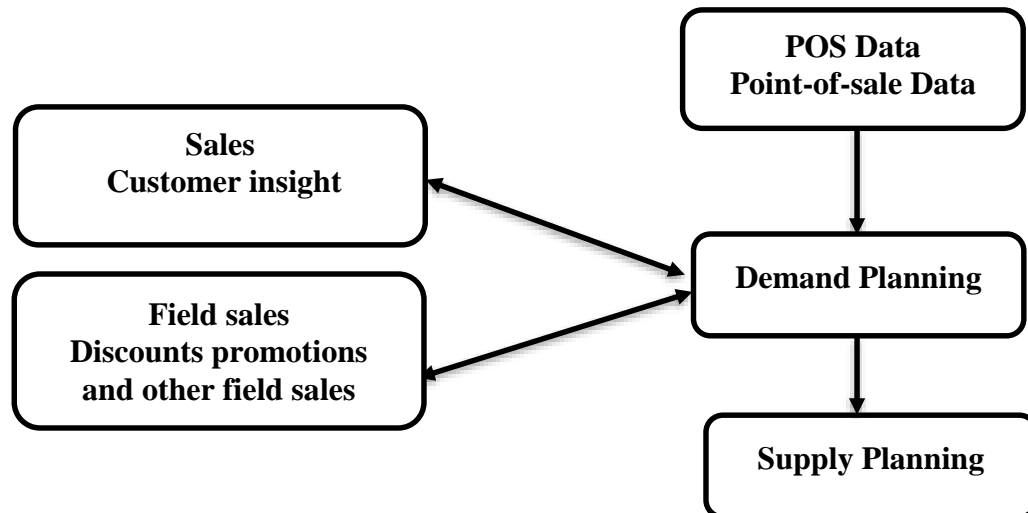 POS Data
Point-of-sale Data
Sales
Customer insight
Field sales
Discounts promotions
and other field sales
Demand Planning
Supply Planning